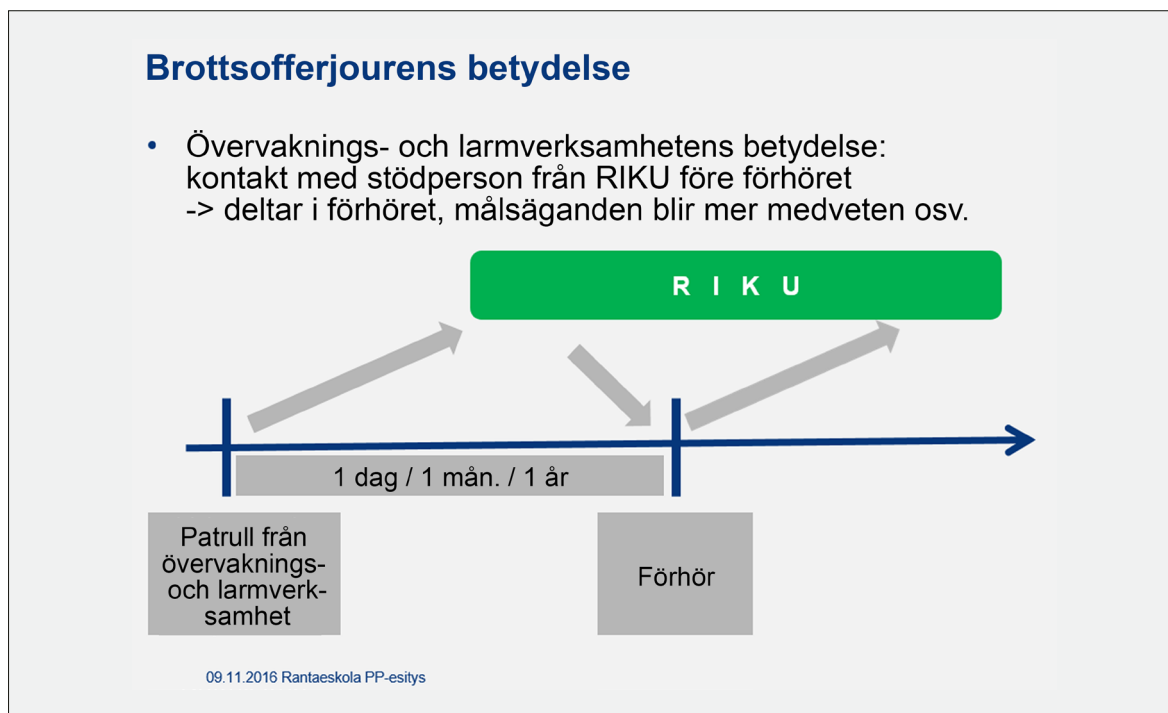 Brottsofferjourens betydelse
• Övervaknings- och larmverksamhetens betydelse:
kontakt med stödperson från RIKU före förhöret
-> deltar i förhöret, målsäganden blir mer medveten osv.
R I K U
1 dag / 1 mån. / 1 år
Patrull från
övervaknings-
och larmverk-
samhet
Förhör
09.11.2016 Rantaeskola PP-esitys